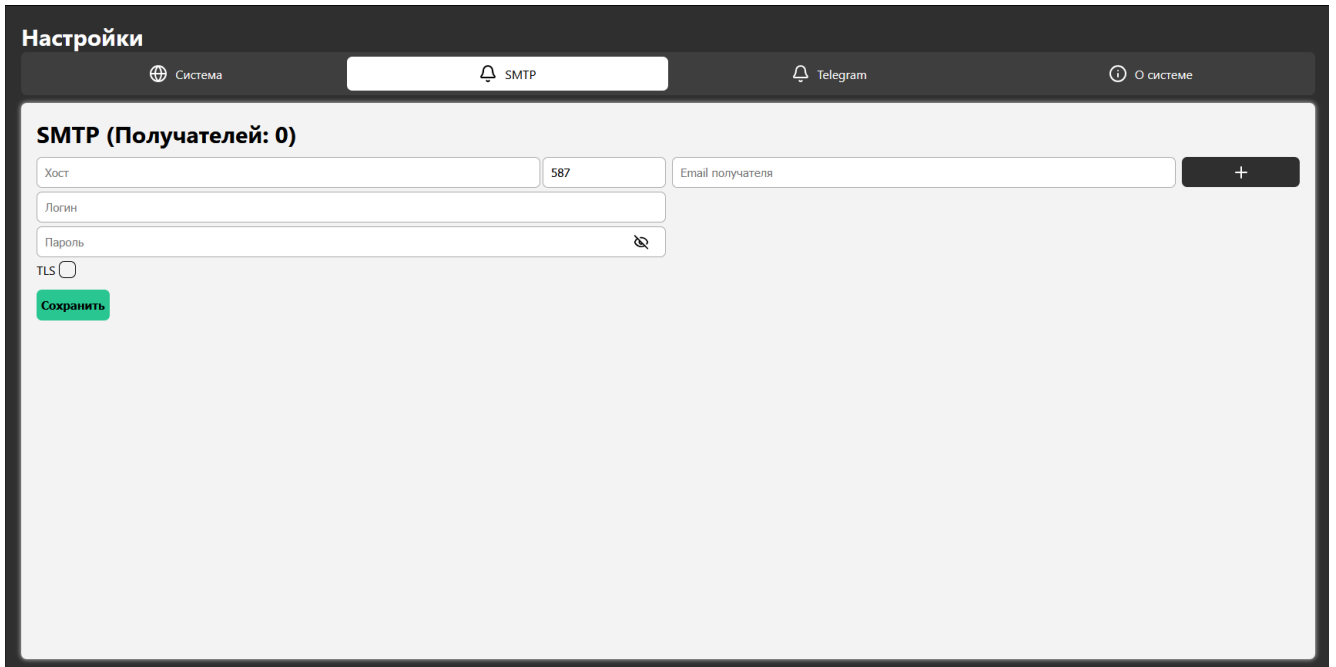 Настройки
Система SMTP Telegram О системе
SMTP (Получателей: 0)
Хост 587 Email получателя +
Логин
Пароль
TLS
Сохранить